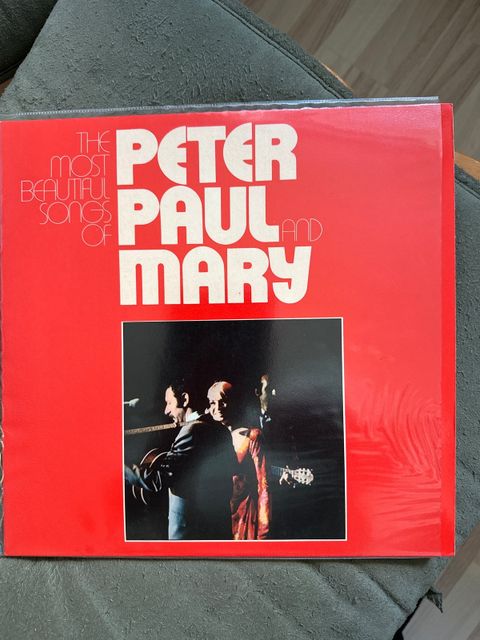 THE
MOST
BEAUTIFUL
SONGS
OF
PETER
PAUL AND
MARY